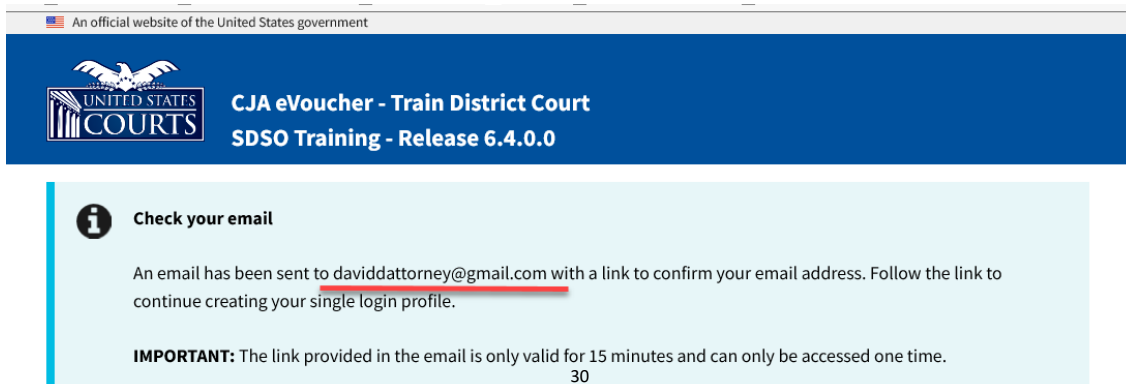 An official website of the United States government
UNITED STATES
COURTS
CJA eVoucher - Train District Court
SDSO Training - Release 6.4.0.0
Check your email
An email has been sent to daviddattorney@gmail.com with a link to confirm your email address. Follow the link to
continue creating your single login profile.
IMPORTANT: The link provided in the email is only valid for 15 minutes and can only be accessed one time.
30